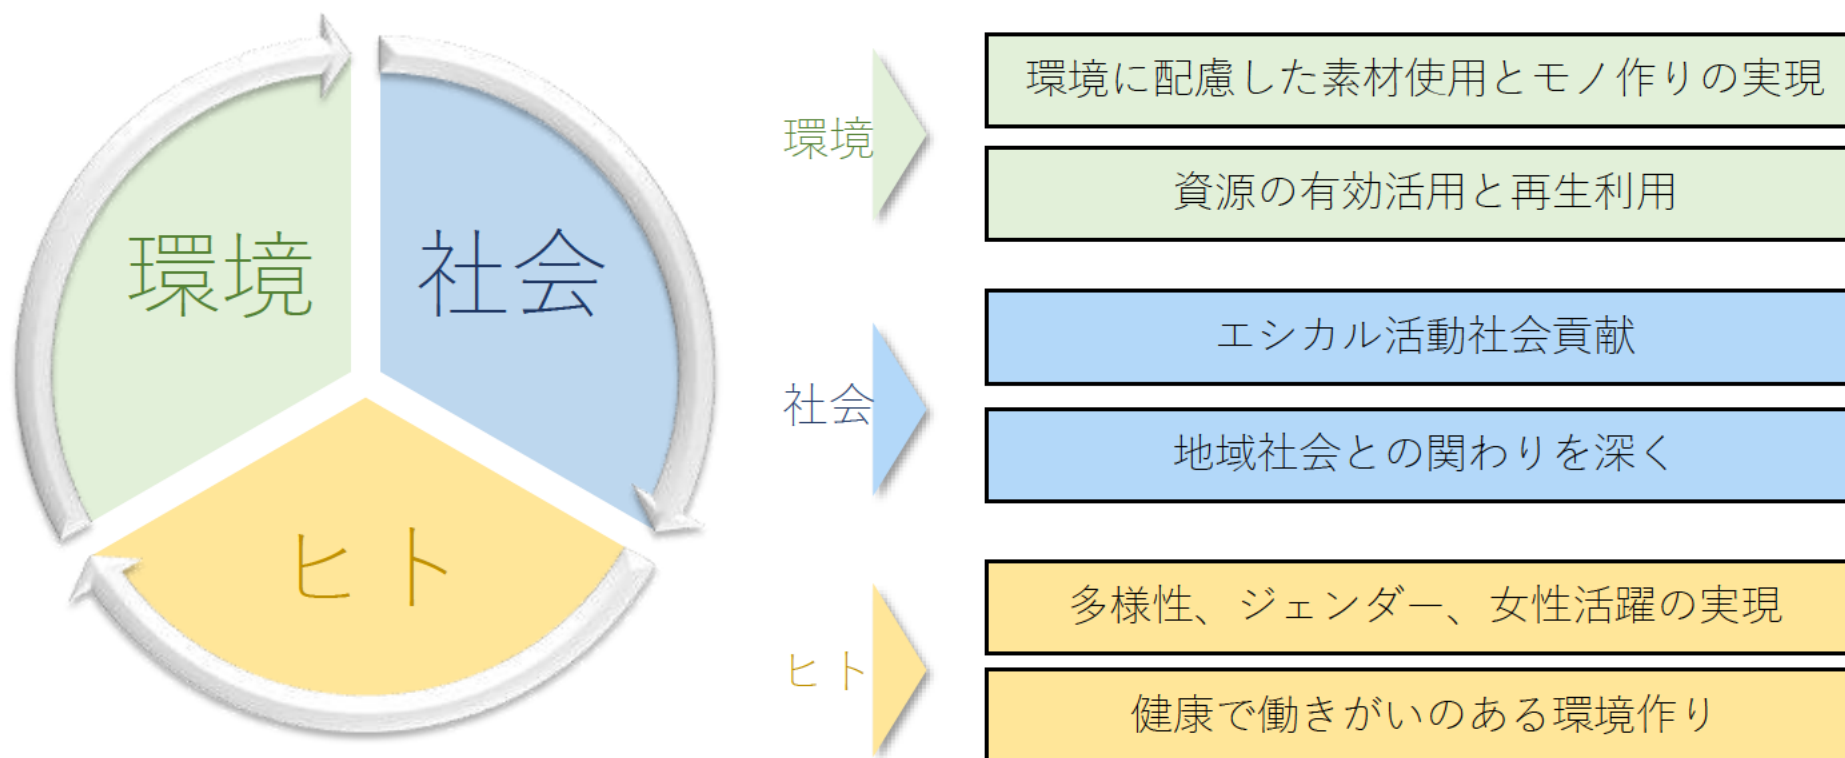 環境
社会
ヒト
環境
環境に配慮した素材使用とモノ作りの実現
資源の有効活用と再生利用
社会
エシカル活動社会貢献
地域社会との関わりを深く
ヒト
多様性、ジェンダー、女性活躍の実現
健康で働きがいのある環境作り